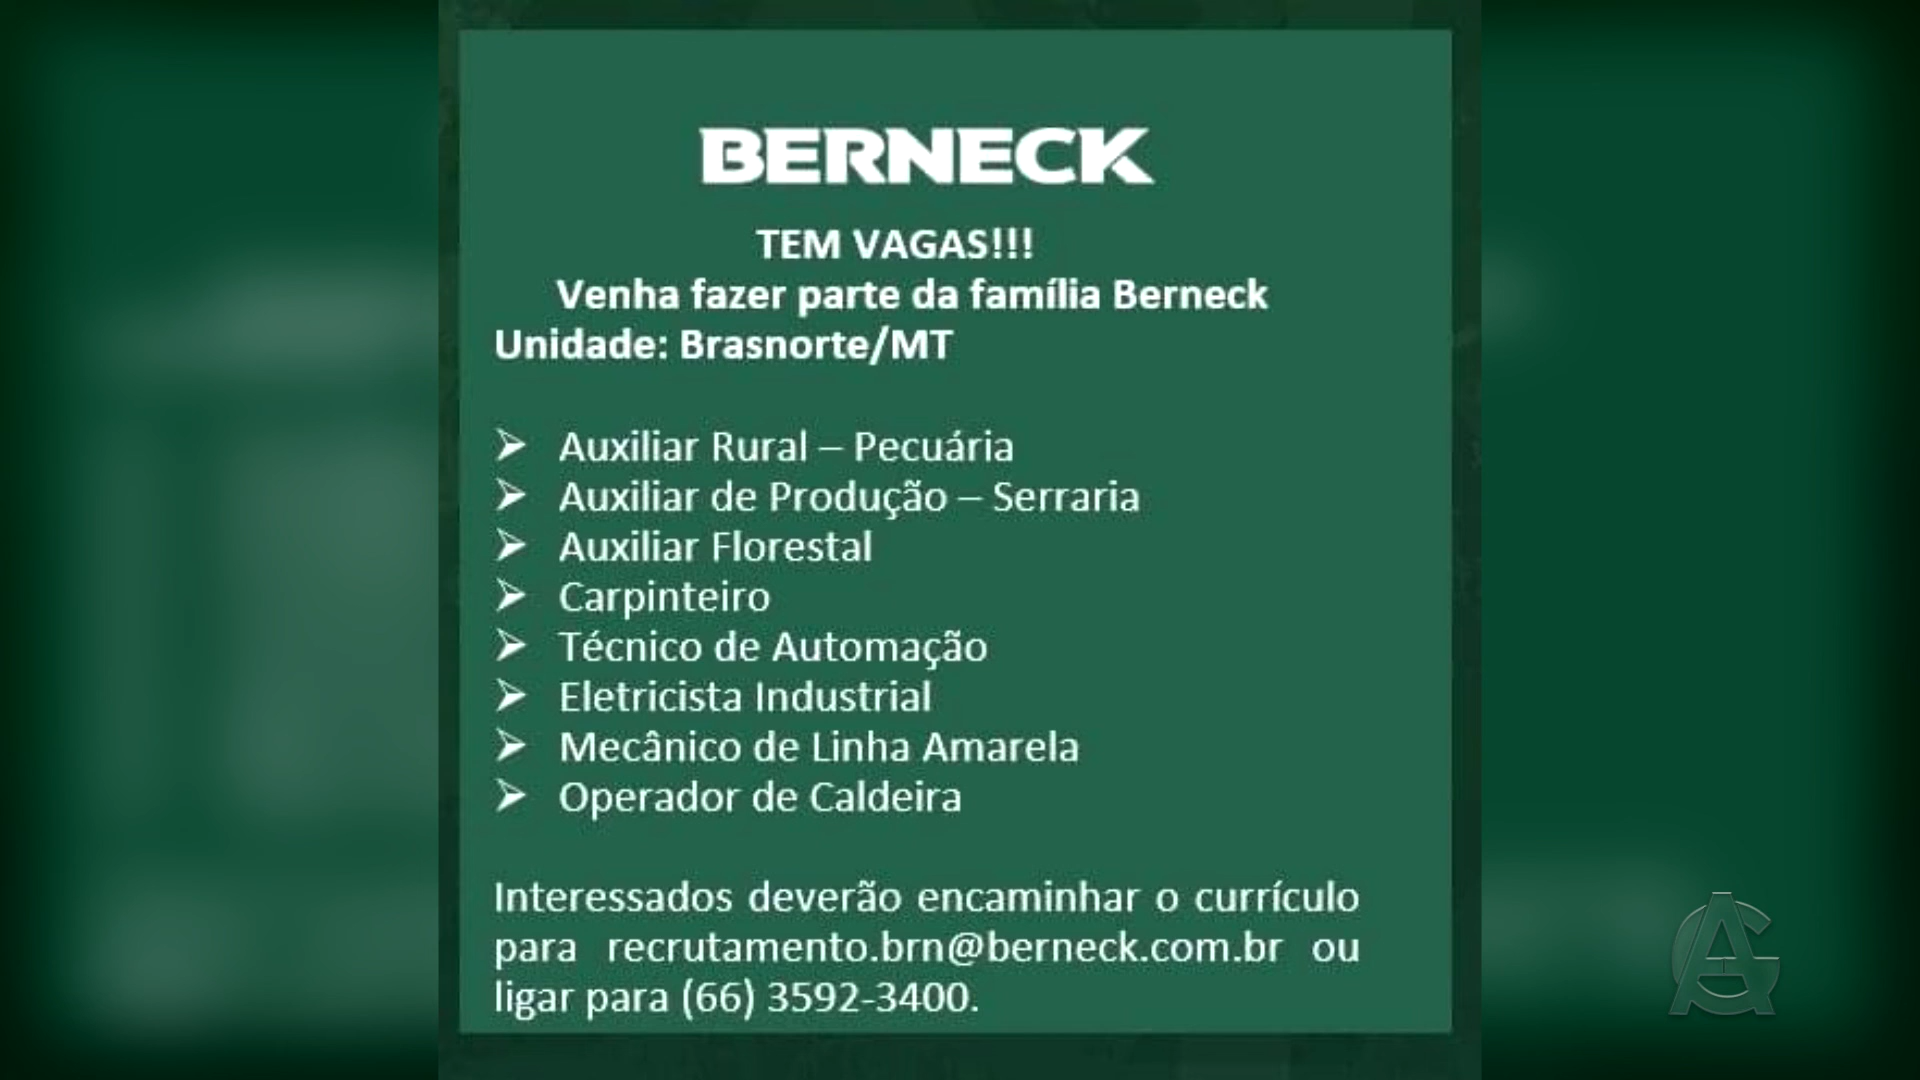 BERNECK
TEM VAGAS!!!
Venha fazer parte da família Berneck
Unidade: Brasnorte/MT
➢ Auxiliar Rural – Pecuária
➢ Auxiliar de Produção – Serraria
➢ Auxiliar Florestal
➢ Carpinteiro
➢ Técnico de Automação
➢ Eletricista Industrial
➢ Mecânico de Linha Amarela
➢ Operador de Caldeira
Interessados deverão encaminhar o currículo
para recrutamento.brn@berneck.com.br ou
ligar para (66) 3592-3400.